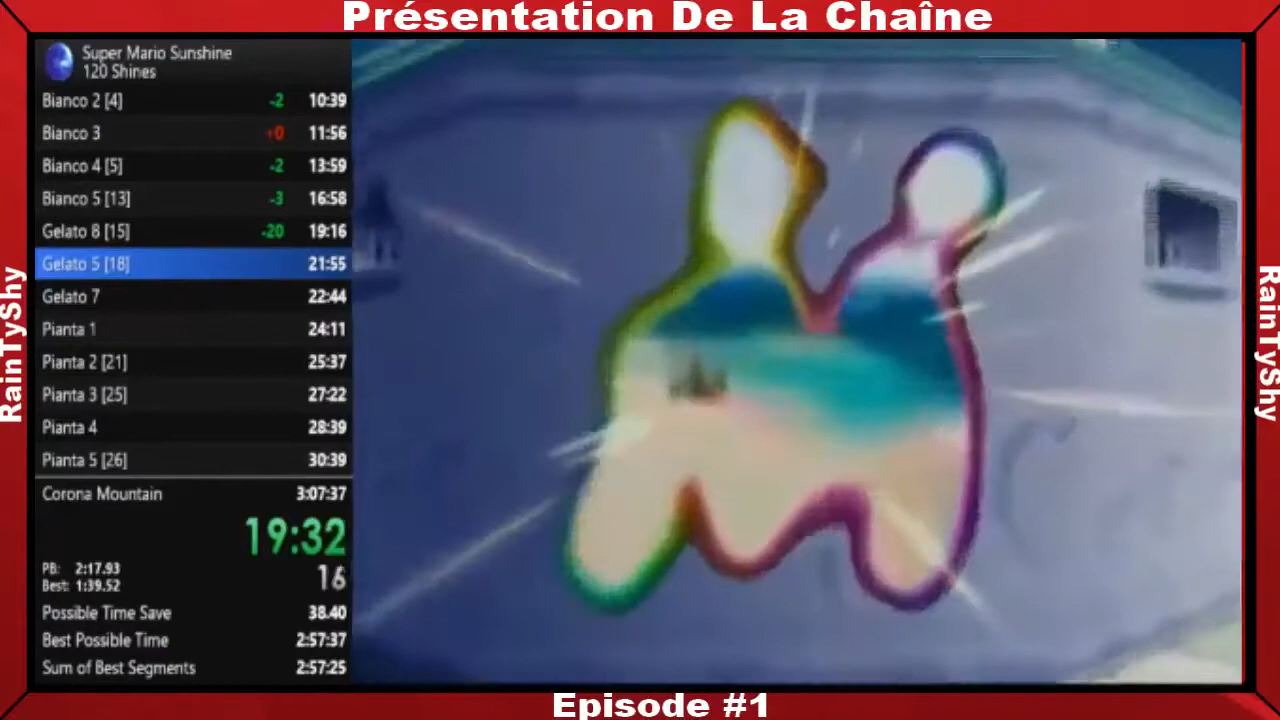 Présentation De La Chaîne
Super Mario Sunshine
120 Shines
Bianco 2 [4] -2 10:39
Bianco 3 +0 11:56
Bianco 4 [5] -2 13:59
Bianco 5 [13] -3 16:58
Gelato 8 [15] -20 19:16
Gelato 5 [18] 21:55
Gelato 7 22:44
Pianta 1 24:11
Pianta 2 [21] 25:37
Pianta 3 [25] 27:22
Pianta 4 28:39
Pianta 5 [26] 30:39
Corona Mountain 3:07:37
19:32
PB: 2:17.93
Best: 1:39.52
16
Possible Time Save 38.40
Best Possible Time 2:57:37
Sum of Best Segments 2:57:25
RainTyShy
RainTyShy
Episode #1